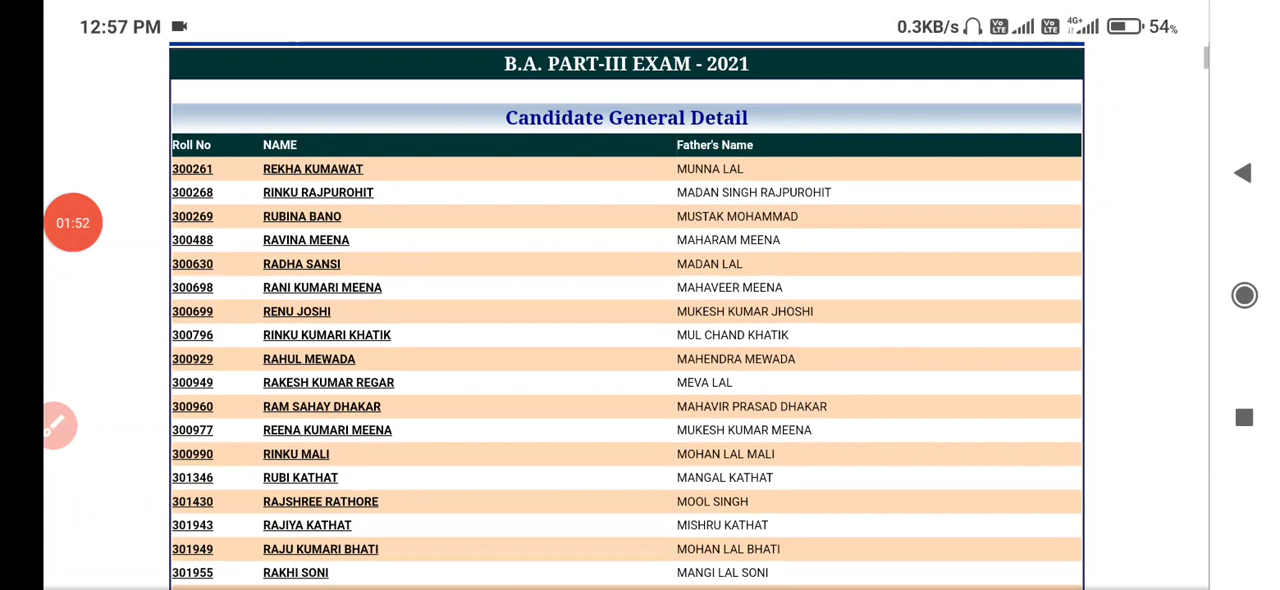 12:57 PM
0.3KB/s
Vo LTE
Vo LTE
4G+
54%
B.A. PART-III EXAM - 2021
Candidate General Detail
Roll No NAME Father's Name
300261 REKHA KUMAWAT MUNNA LAL
300268 RINKU RAJPUROHIT MADAN SINGH RAJPUROHIT
300269 RUBINA BANO MUSTAK MOHAMMAD
01:52
300488 RAVINA MEENA MAHARAM MEENA
300630 RADHA SANSI MADAN LAL
300698 RANI KUMARI MEENA MAHAVEER MEENA
300699 RENU JOSHI MUKESH KUMAR JHOSHI
300796 RINKU KUMARI KHATIK MUL CHAND KHATIK
300929 RAHUL MEWADA MAHENDRA MEWADA
300949 RAKESH KUMAR REGAR MEVA LAL
300960 RAM SAHAY DHAKAR MAHAVIR PRASAD DHAKAR
300977 REENA KUMARI MEENA MUKESH KUMAR MEENA
300990 RINKU MALI MOHAN LAL MALI
301346 RUBI KATHAT MANGAL KATHAT
301430 RAJSHREE RATHORE MOOL SINGH
301943 RAJIYA KATHAT MISHRU KATHAT
301949 RAJU KUMARI BHATI MOHAN LAL BHATI
301955 RAKHI SONI MANGI LAL SONI